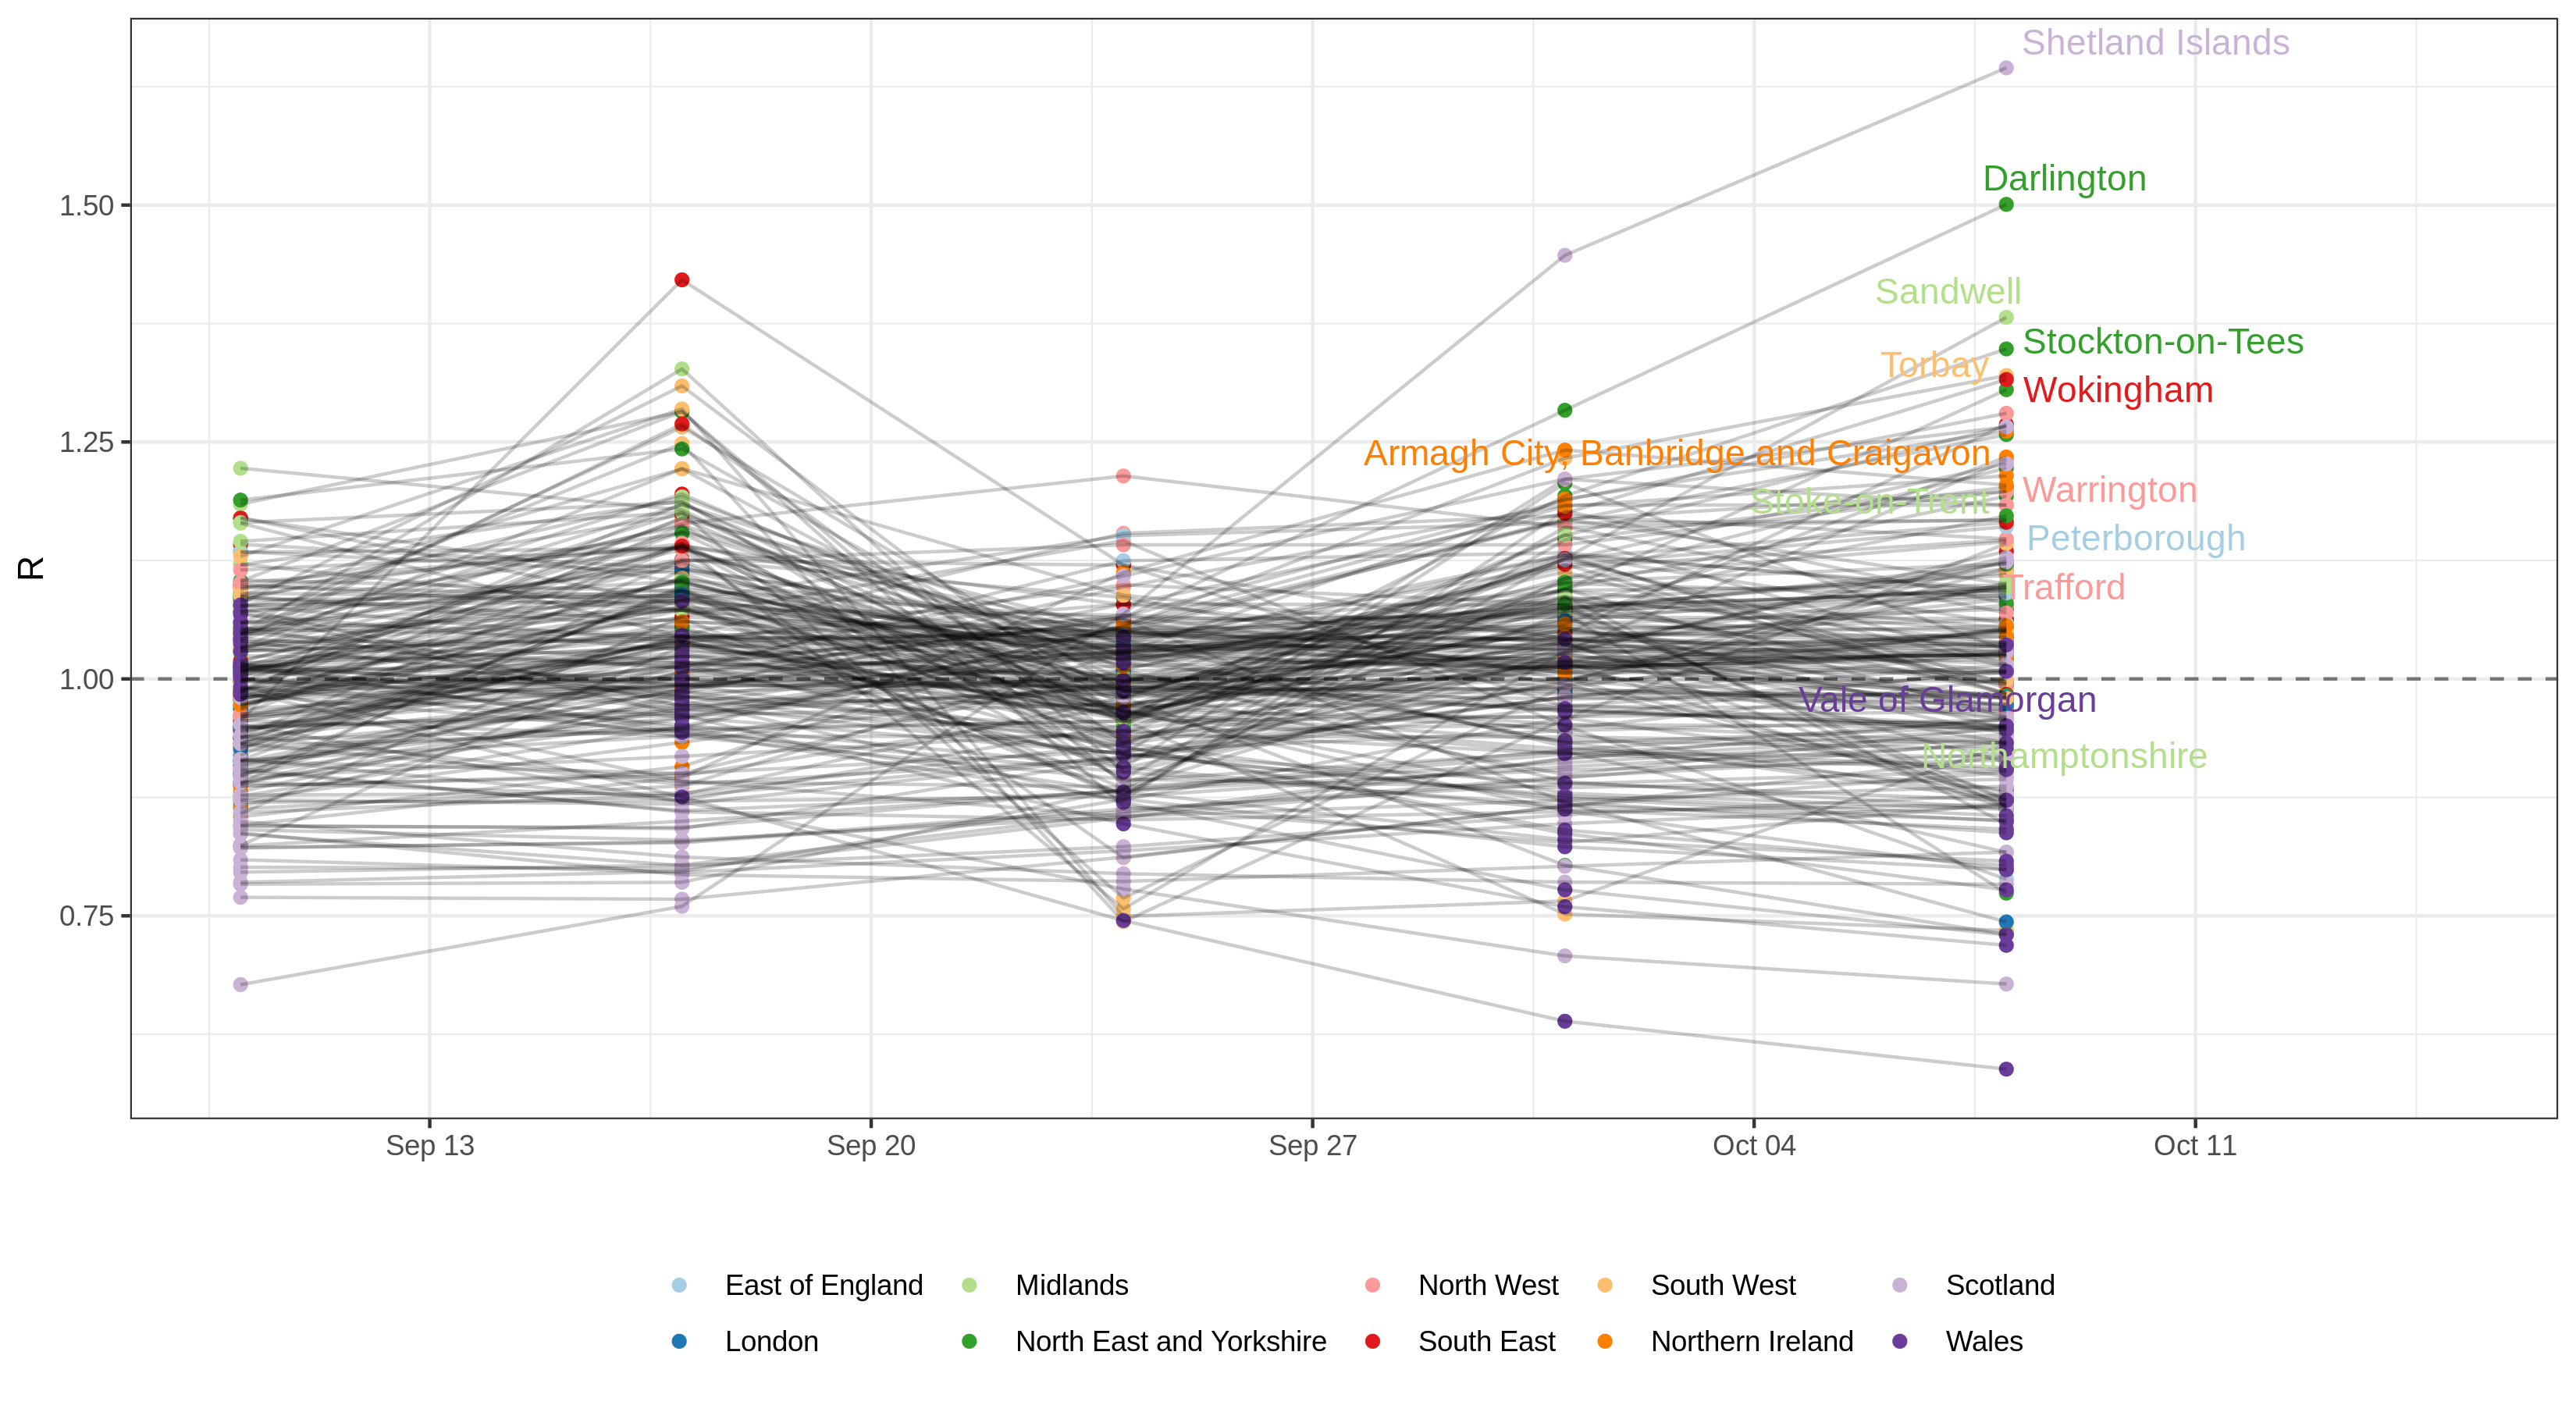 Shetland Islands
Darlington
1.50
Sandwell
Stockton-on-Tees
Torbay
Wokingham
1.25
Armagh City, Banbridge and Craigavon
Stoke-on-Trent
Warrington
Peterborough
R
Trafford
1.00
Vale of Glamorgan
Northamptonshire
0.75
Sep 13 Sep 20 Sep 27 Oct 04 Oct 11
East of England Midlands North West South West Scotland
London North East and Yorkshire South East Northern Ireland Wales